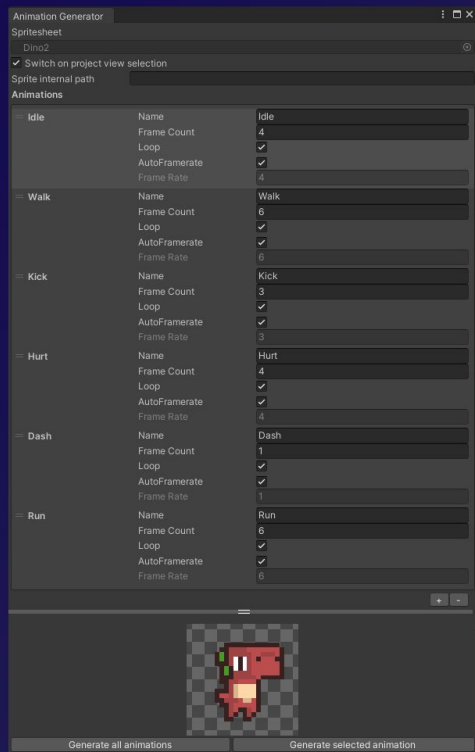 Animation Generator
Spritesheet
Dino2
Switch on project view selection
Sprite internal path
Animations
Idle
Name Idle
Frame Count 4
Loop
AutoFramerate
Frame Rate 4
Walk
Name Walk
Frame Count 6
Loop
AutoFramerate
Frame Rate 6
Kick
Name Kick
Frame Count 3
Loop
AutoFramerate
Frame Rate 3
Hurt
Name Hurt
Frame Count 4
Loop
AutoFramerate
Frame Rate 4
Dash
Name Dash
Frame Count 1
Loop
AutoFramerate
Frame Rate 1
Run
Name Run
Frame Count 6
Loop
AutoFramerate
Frame Rate 6
+ -
Generate all animations Generate selected animation